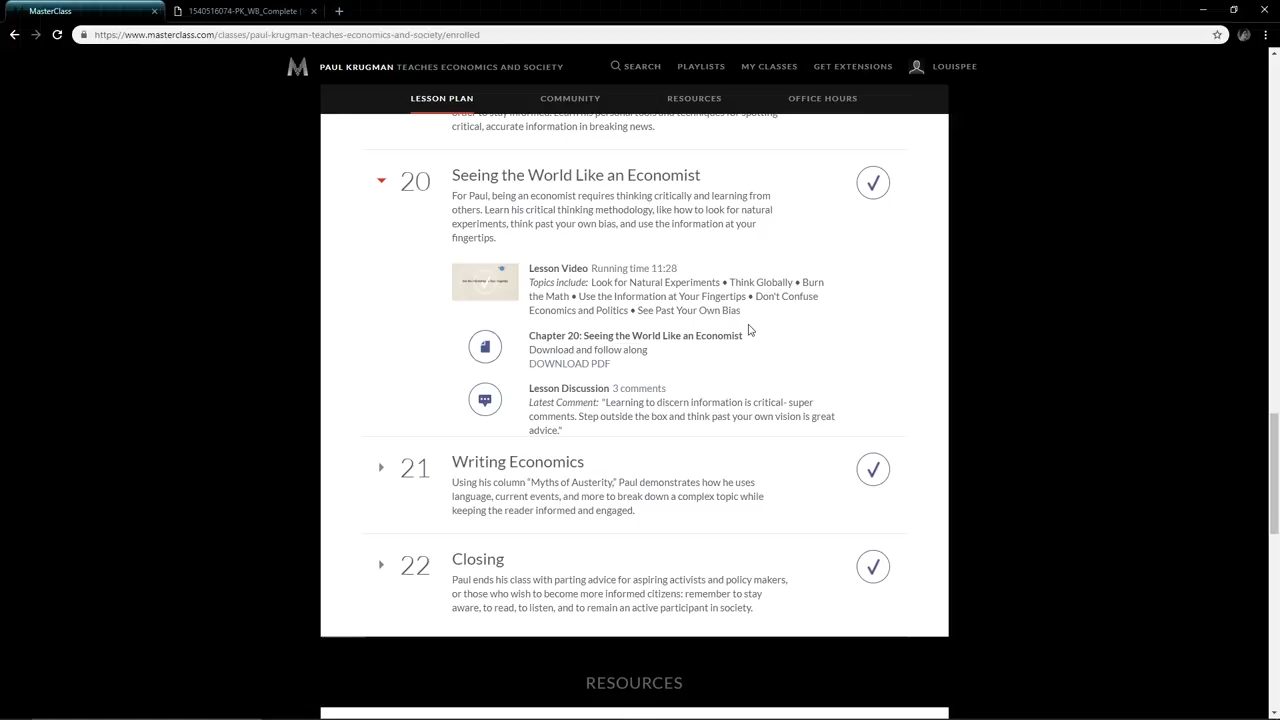 MasterClass
1540516074-PK_WB_Complete (
https://www.masterclass.com/classes/paul-krugman-teaches-economics-and-society/enrolled
PAUL KRUGMAN TEACHES ECONOMICS AND SOCIETY
SEARCH PLAYLISTS MY CLASSES GET EXTENSIONS LOUISPEE
LESSON PLAN COMMUNITY RESOURCES OFFICE HOURS
order to stay informed. Learn his personal tools and techniques for spotting
critical, accurate information in breaking news.
20 Seeing the World Like an Economist
For Paul, being an economist requires thinking critically and learning from
others. Learn his critical thinking methodology, like how to look for natural
experiments, think past your own bias, and use the information at your
fingertips.
Lesson Video Running time 11:28
Topics include: Look for Natural Experiments • Think Globally • Burn
the Math • Use the Information at Your Fingertips • Don't Confuse
Economics and Politics • See Past Your Own Bias
Chapter 20: Seeing the World Like an Economist
Download and follow along
DOWNLOAD PDF
Lesson Discussion 3 comments
Latest Comment: "Learning to discern information is critical- super
comments. Step outside the box and think past your own vision is great
advice."
21 Writing Economics
Using his column “Myths of Austerity,” Paul demonstrates how he uses
language, current events, and more to break down a complex topic while
keeping the reader informed and engaged.
22 Closing
Paul ends his class with parting advice for aspiring activists and policy makers,
or those who wish to become more informed citizens: remember to stay
aware, to read, to listen, and to remain an active participant in society.
RESOURCES